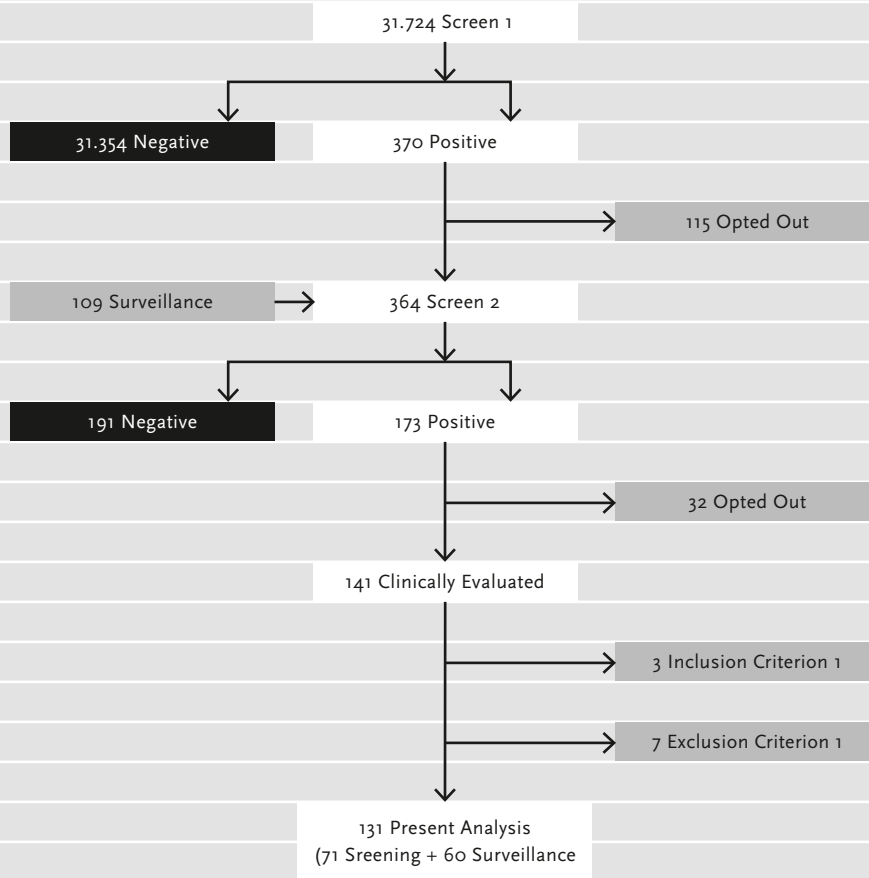 31.724 Screen 1
31.354 Negative
370 Positive
115 Opted Out
109 Surveillance
364 Screen 2
191 Negative
173 Positive
32 Opted Out
141 Clinically Evaluated
3 Inclusion Criterion 1
7 Exclusion Criterion 1
131 Present Analysis
(71 Sreening + 60 Surveillance